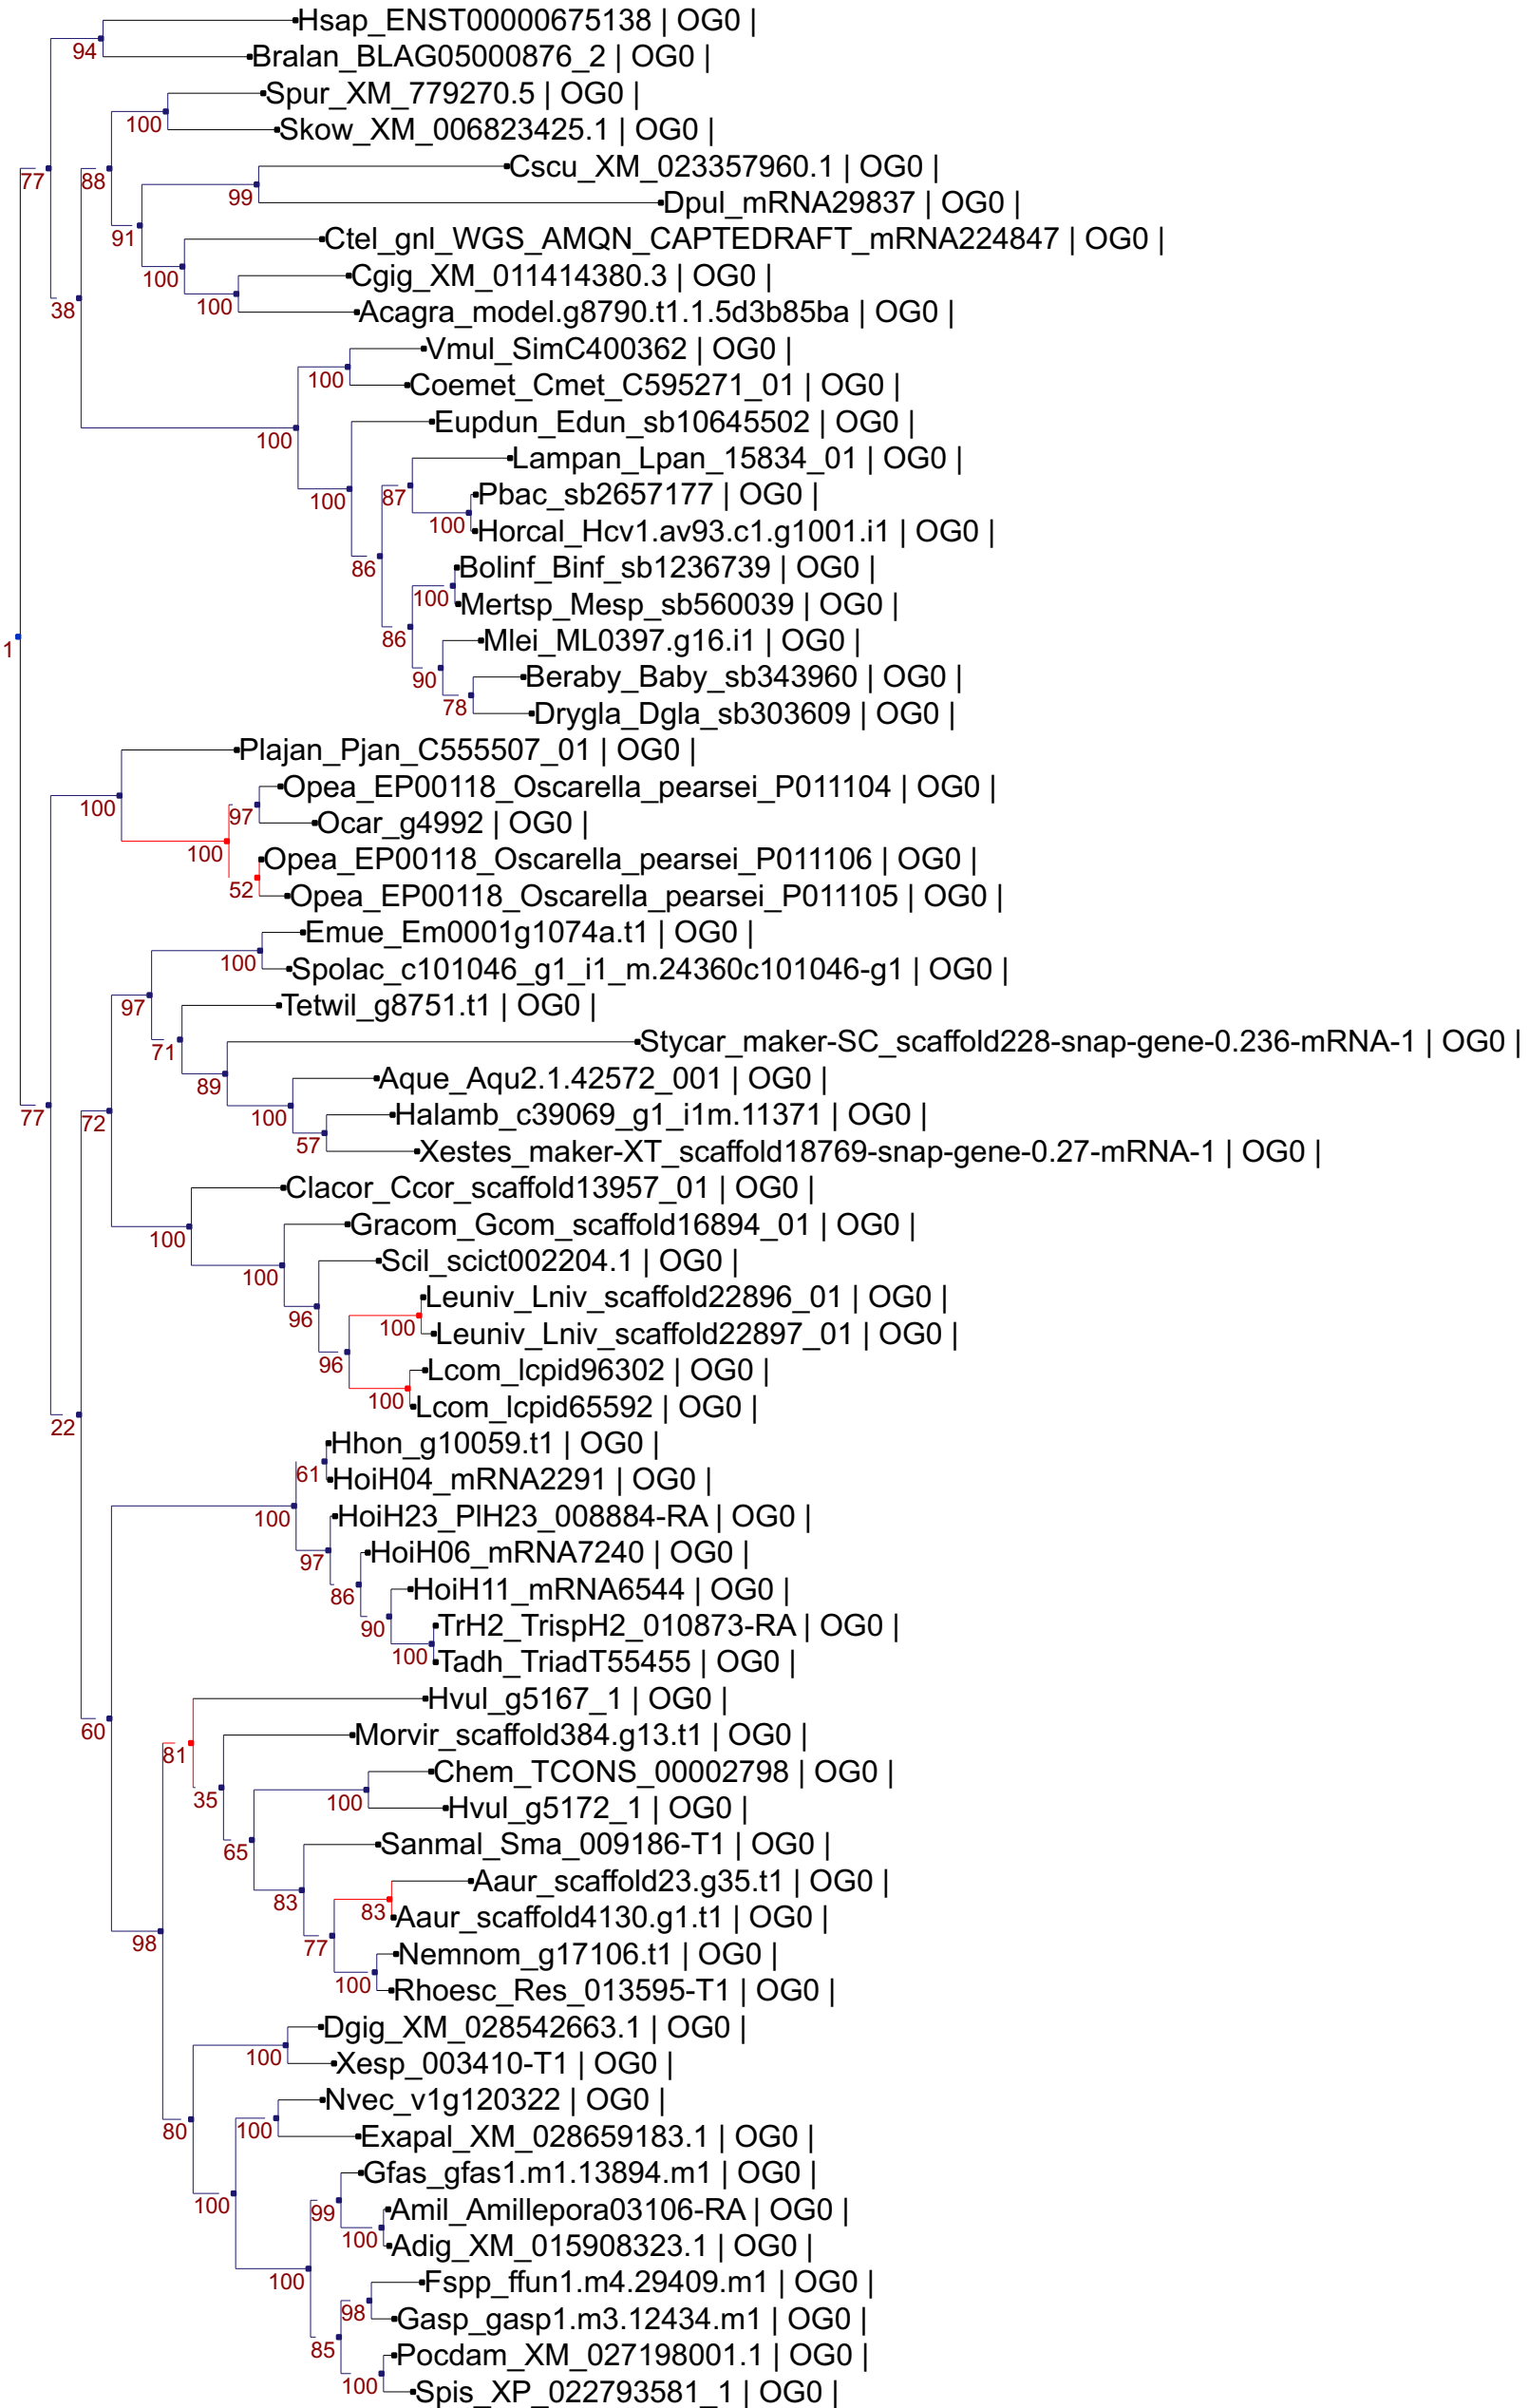 Hsap_ENST00000675138 | OG0 |
94
Bralan_BLAG05000876_2 | OG0 |
Spur_XM_779270.5 | OG0 |
100
Skow_XM_006823425.1 | OG0 |
Cscu_XM_023357960.1 | OG0 |
77
88
99
Dpul_mRNA29837 | OG0 |
91
Ctel_gnl_WGS_AMQN_CAPTEDRAFT_mRNA224847 | OG0 |
100
Cgig_XM_011414380.3 | OG0 |
38
100
Acagra_model.g8790.t1.1.5d3b85ba | OG0 |
Vmul_SimC400362 | OG0 |
100
Coemet_Cmet_C595271_01 | OG0 |
Eupdun_Edun_sb10645502 | OG0 |
100
Lampan_Lpan_15834_01 | OG0 |
100
87
Pbac_sb2657177 | OG0 |
100
Horcal_Hcv1.av93.c1.g1001.i1 | OG0 |
86
Bolinf_Binf_sb1236739 | OG0 |
100
Mertsp_Mesp_sb560039 | OG0 |
86
Mlei_ML0397.g16.i1 | OG0 |
1
90
Beraby_Baby_sb343960 | OG0 |
78
Drygla_Dgla_sb303609 | OG0 |
Plajan_Pjan_C555507_01 | OG0 |
100
Opea_EP00118_Oscarella_pearsei_P011104 | OG0 |
97
Ocar_g4992 | OG0 |
100
Opea_EP00118_Oscarella_pearsei_P011106 | OG0 |
52
Opea_EP00118_Oscarella_pearsei_P011105 | OG0 |
Emue_Em0001g1074a.t1 | OG0 |
100
Spolac_c101046_g1_i1_m.24360c101046-g1 | OG0 |
97
Tetwil_g8751.t1 | OG0 |
71
Stycar_maker-SC_scaffold228-snap-gene-0.236-mRNA-1 | OG0 |
89
Aque_Aqu2.1.42572_001 | OG0 |
77
72
100
Halamb_c39069_g1_i1m.11371 | OG0 |
57
Xestes_maker-XT_scaffold18769-snap-gene-0.27-mRNA-1 | OG0 |
Clacor_Ccor_scaffold13957_01 | OG0 |
100
Gracom_Gcom_scaffold16894_01 | OG0 |
100
Scil_scict002204.1 | OG0 |
96
Leuniv_Lniv_scaffold22896_01 | OG0 |
100
Leuniv_Lniv_scaffold22897_01 | OG0 |
96
Lcom_lcpid96302 | OG0 |
100
Lcom_lcpid65592 | OG0 |
22
Hhon_g10059.t1 | OG0 |
61
HoiH04_mRNA2291 | OG0 |
100
HoiH23_PlH23_008884-RA | OG0 |
97
HoiH06_mRNA7240 | OG0 |
86
HoiH11_mRNA6544 | OG0 |
90
TrH2_TrispH2_010873-RA | OG0 |
100
Tadh_TriadT55455 | OG0 |
Hvul_g5167_1 | OG0 |
60
81
Morvir_scaffold384.g13.t1 | OG0 |
35
Chem_TCONS_00002798 | OG0 |
100
Hvul_g5172_1 | OG0 |
65
Sanmal_Sma_009186-T1 | OG0 |
83
Aaur_scaffold23.g35.t1 | OG0 |
83
Aaur_scaffold4130.g1.t1 | OG0 |
98
77
Nemnom_g17106.t1 | OG0 |
100
Rhoesc_Res_013595-T1 | OG0 |
Dgig_XM_028542663.1 | OG0 |
100
Xesp_003410-T1 | OG0 |
Nvec_v1g120322 | OG0 |
80
100
Exapal_XM_028659183.1 | OG0 |
Gfas_gfas1.m1.13894.m1 | OG0 |
100
99
Amil_Amillepora03106-RA | OG0 |
100
Adig_XM_015908323.1 | OG0 |
100
Fspp_ffun1.m4.29409.m1 | OG0 |
98
Gasp_gasp1.m3.12434.m1 | OG0 |
85
Pocdam_XM_027198001.1 | OG0 |
100
Spis_XP_022793581_1 | OG0 |